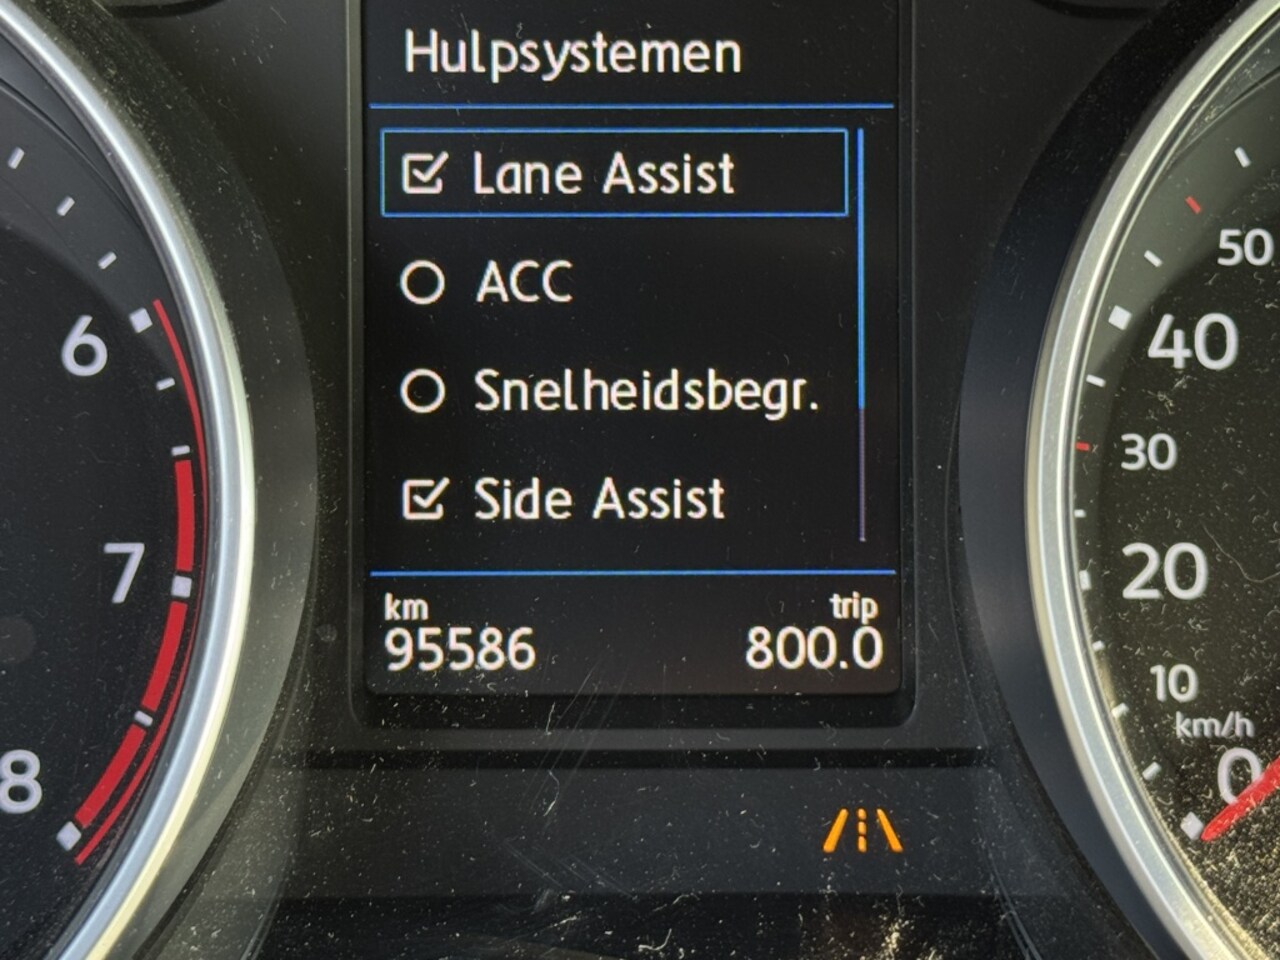 Hulpsystemen
Lane Assist
ACC
Snelheidsbegr.
Side Assist
km trip
95586 800.0
6
7
8
50
40
30
20
10
km/h
0